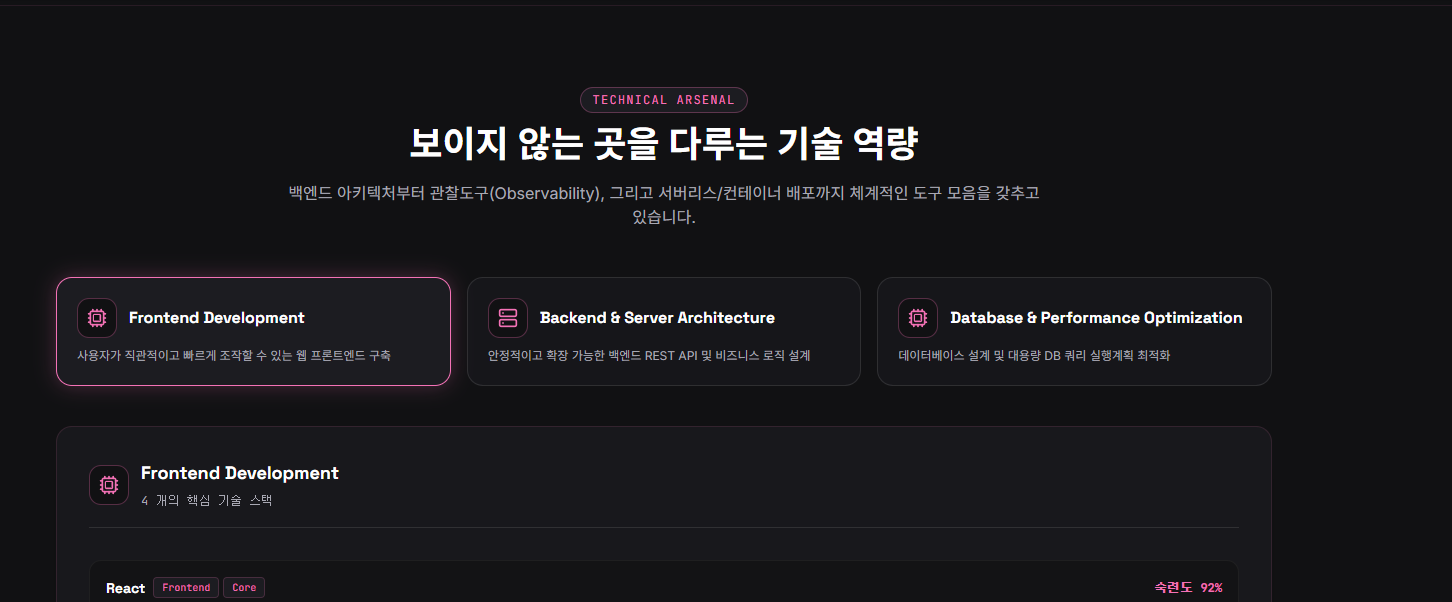 TECHNICAL ARSENAL
보이지 않는 곳을 다루는 기술 역량
백엔드 아키텍처부터 관찰도구(Observability), 그리고 서버리스/컨테이너 배포까지 체계적인 도구 모음을 갖추고
있습니다.
Frontend Development
사용자가 직관적이고 빠르게 조작할 수 있는 웹 프론트엔드 구축
Backend & Server Architecture
안정적이고 확장 가능한 백엔드 REST API 및 비즈니스 로직 설계
Database & Performance Optimization
데이터베이스 설계 및 대용량 DB 쿼리 실행계획 최적화
Frontend Development
4 개의 핵심 기술 스택
React Frontend Core 숙련도 92%